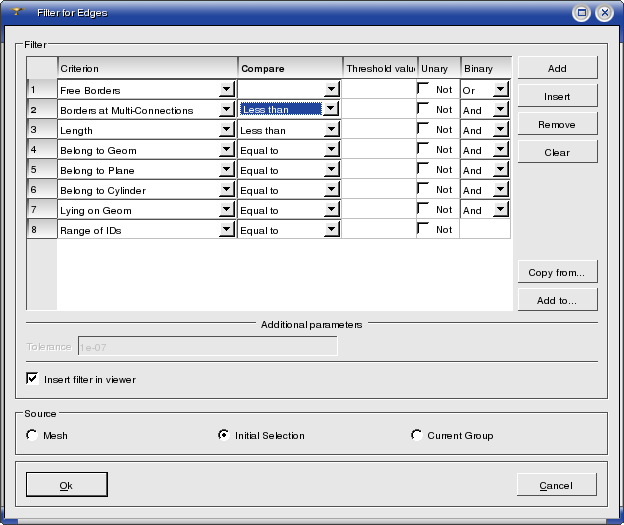 Filter for Edges
Filter
Criterion Compare Threshold value Unary Binary
1 Free Borders Not Or
2 Borders at Multi-Connections Less than Not And
3 Length Less than Not And
4 Belong to Geom Equal to Not And
5 Belong to Plane Equal to Not And
6 Belong to Cylinder Equal to Not And
7 Lying on Geom Equal to Not And
8 Range of IDs Equal to Not
Add
Insert
Remove
Clear
Copy from...
Add to...
Additional parameters
Tolerance 1e-07
Insert filter in viewer
Source
Mesh Initial Selection Current Group
Ok Cancel